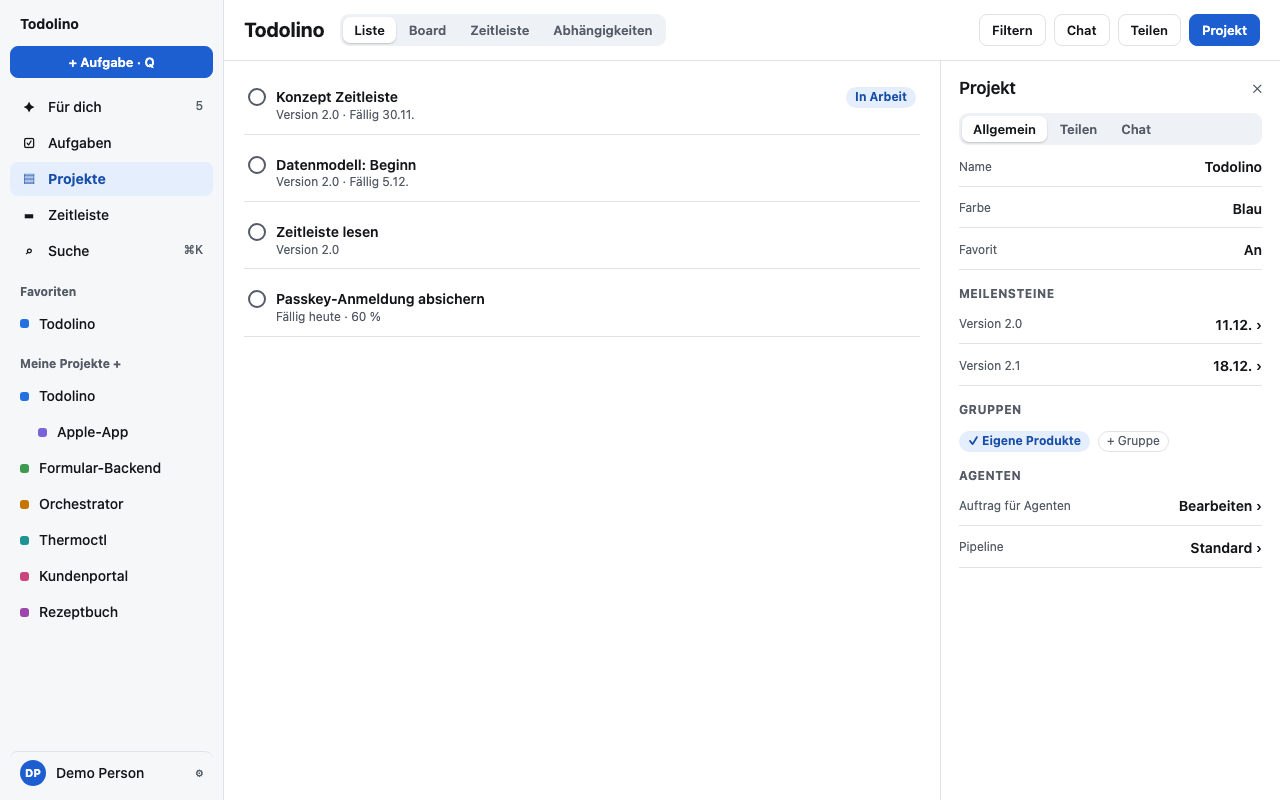 Todolino
+ Aufgabe · Q
Für dich 5
Aufgaben
Projekte
Zeitleiste
Suche ⌘K
Favoriten
Todolino
Meine Projekte +
Todolino
Apple-App
Formular-Backend
Orchestrator
Thermoctl
Kundenportal
Rezeptbuch
DP Demo Person
Todolino Liste Board Zeitleiste Abhängigkeiten
Filtern Chat Teilen Projekt
Konzept Zeitleiste In Arbeit
Version 2.0 · Fällig 30.11.
Datenmodell: Beginn
Version 2.0 · Fällig 5.12.
Zeitleiste lesen
Version 2.0
Passkey-Anmeldung absichern
Fällig heute · 60 %
Projekt ×
Allgemein Teilen Chat
Name Todolino
Farbe Blau
Favorit An
MEILENSTEINE
Version 2.0 11.12. ›
Version 2.1 18.12. ›
GRUPPEN
✓ Eigene Produkte + Gruppe
AGENTEN
Auftrag für Agenten Bearbeiten ›
Pipeline Standard ›